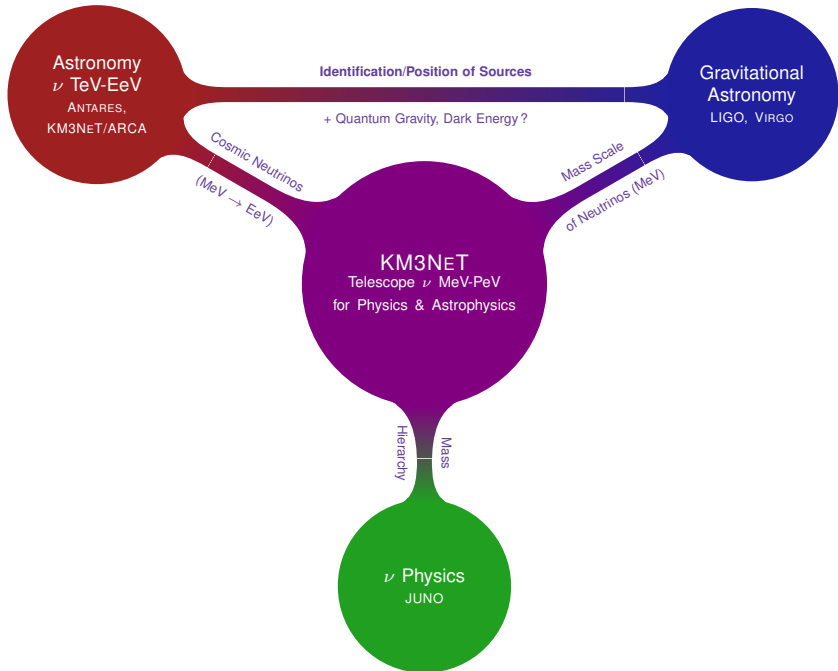 Astronomy
ν TeV-EeV
ANTARES,
KM3NET/ARCA
Identification/Position of Sources
+ Quantum Gravity, Dark Energy ?
Gravitational
Astronomy
LIGO, VIRGO
Cosmic Neutrinos
(MeV → EeV)
Mass Scale
of Neutrinos (MeV)
KM3NET
Telescope ν MeV-PeV
for Physics & Astrophysics
Hierarchy
Mass
ν Physics
JUNO